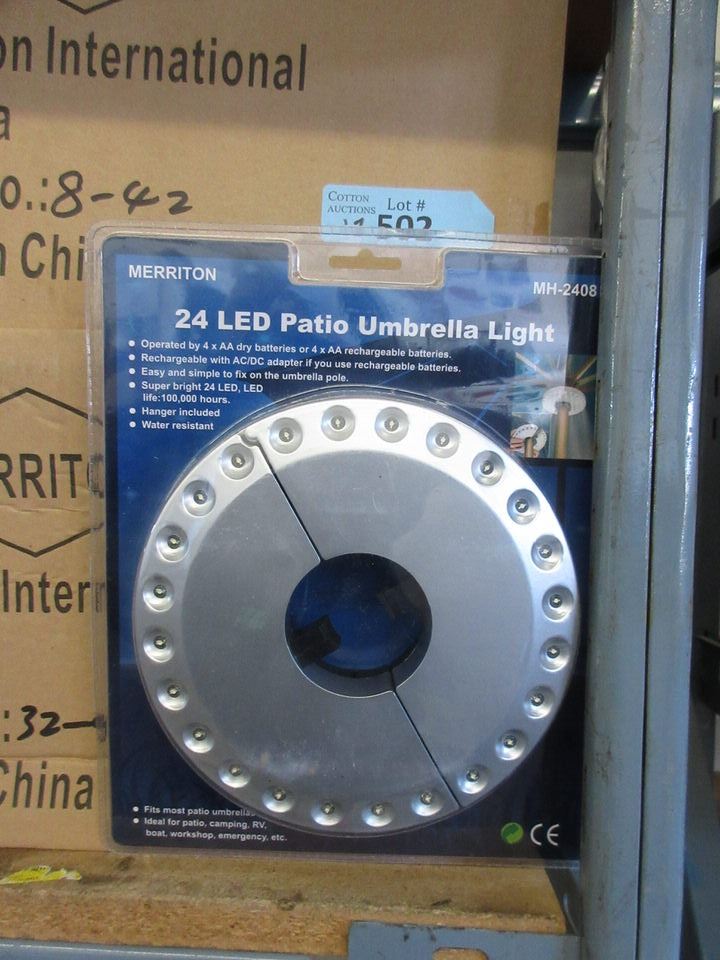 on International
a
o.:8-42
n Chi
COTTON
AUCTIONS
Lot #
502
MERRITON
MH-2408
24 LED Patio Umbrella Light
● Operated by 4 x AA dry batteries or 4 x AA rechargeable batteries.
● Rechargeable with AC/DC adapter if you use rechargeable batteries.
● Easy and simple to fix on the umbrella pole.
● Super bright 24 LED, LED
life:100,000 hours.
● Hanger included
● Water resistant
RRIT
Inter
:32-
China
● Fits most patio umbrellas
● Ideal for patio, camping, RV,
boat, workshop, emergency, etc.
CE